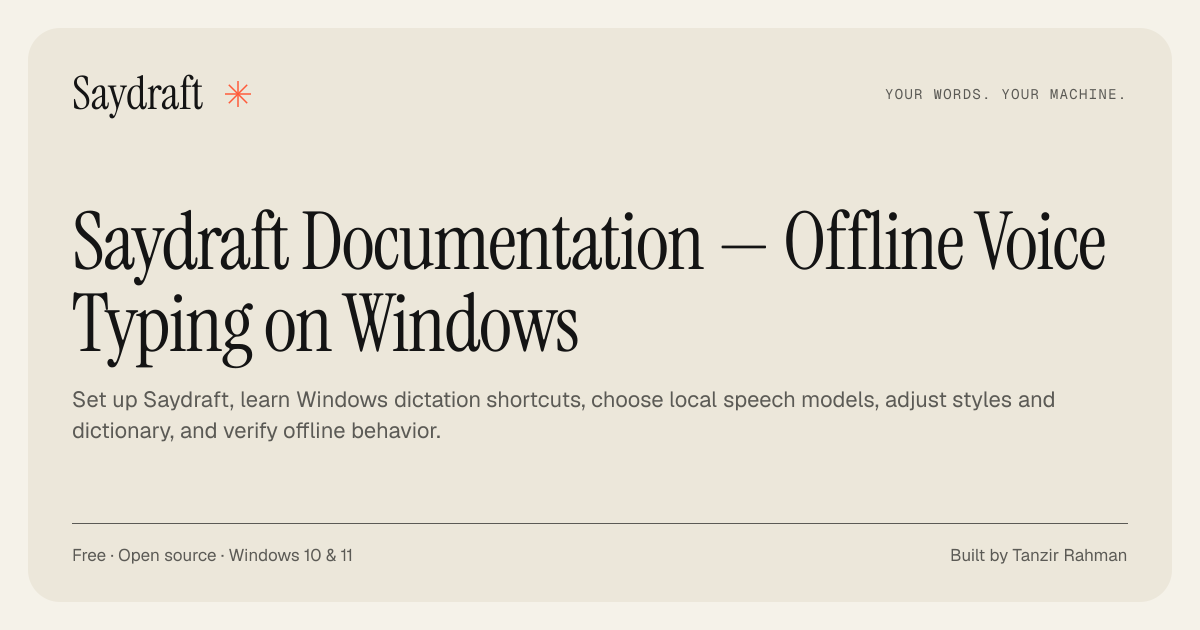 Saydraft
YOUR WORDS. YOUR MACHINE.
Saydraft Documentation — Offline Voice
Typing on Windows
Set up Saydraft, learn Windows dictation shortcuts, choose local speech models, adjust styles and
dictionary, and verify offline behavior.
Free · Open source · Windows 10 & 11
Built by Tanzir Rahman